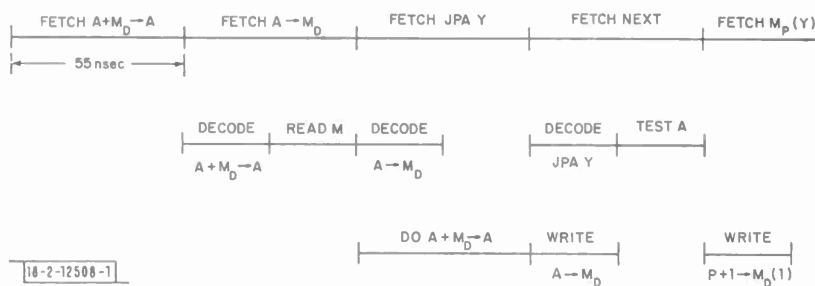 FETCH A+M_D→A FETCH A→M_D FETCH JPA Y FETCH NEXT FETCH M_P(Y)
55 nsec
DECODE READ M DECODE DECODE TEST A
A+M_D→A A→M_D JPA Y
DO A+M_D→A WRITE WRITE
A→M_D P+1→M_D(1)
18-2-12508-1